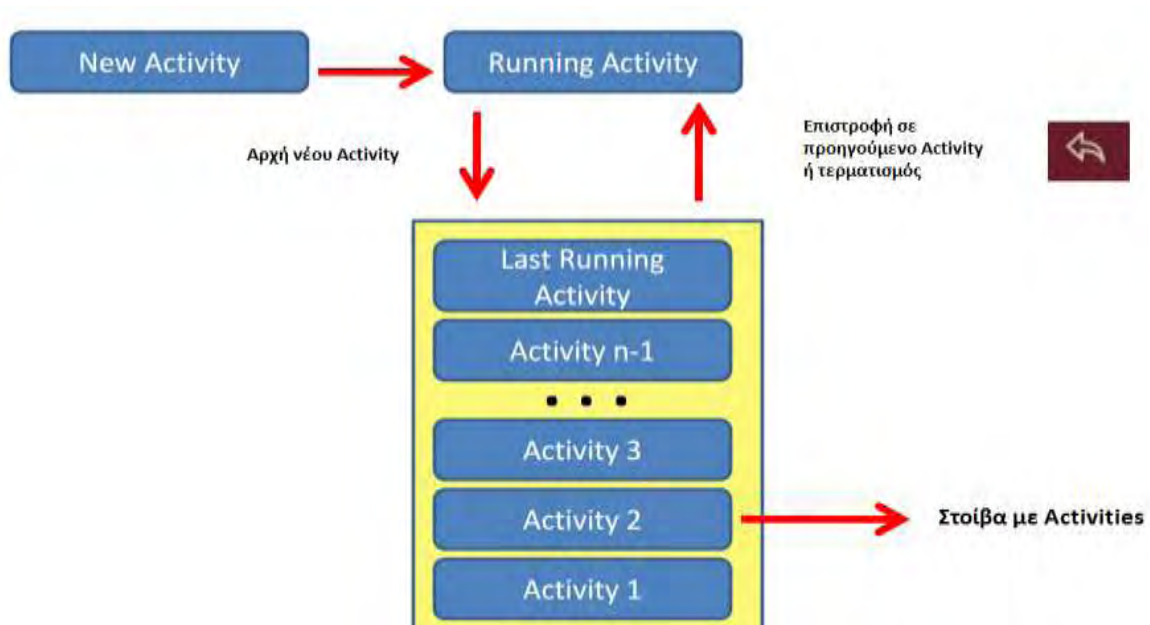 New Activity
Running Activity
Αρχή νέου Activity
Επιστροφή σε
προηγούμενο Activity
ή τερματισμός
Last Running
Activity
Activity n-1
. . .
Activity 3
Activity 2
Στοίβα με Activities
Activity 1